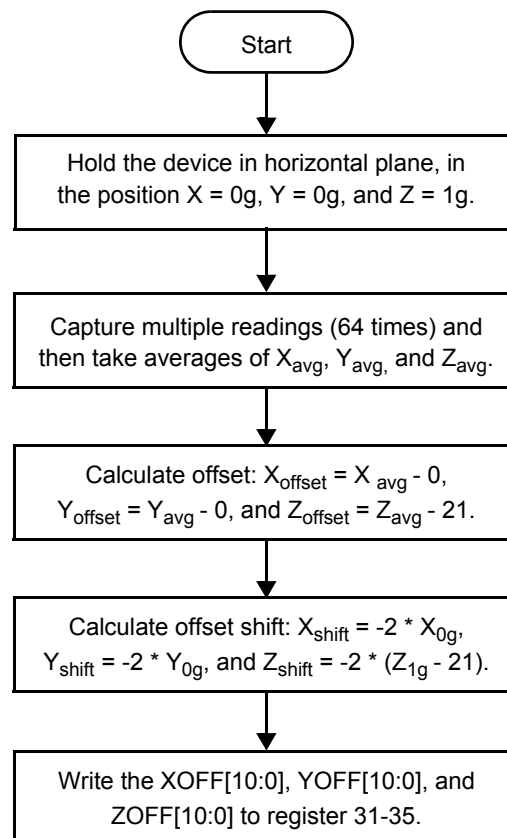 Start
Hold the device in horizontal plane, in
the position X = 0g, Y = 0g, and Z = 1g.
Capture multiple readings (64 times) and
then take averages of Xavg, Yavg, and Zavg.
Calculate offset: Xoffset = X avg - 0,
Yoffset = Yavg - 0, and Zoffset = Zavg - 21.
Calculate offset shift: Xshift = -2 * X0g,
Yshift = -2 * Y0g, and Zshift = -2 * (Z1g - 21).
Write the XOFF[10:0], YOFF[10:0], and
ZOFF[10:0] to register 31-35.